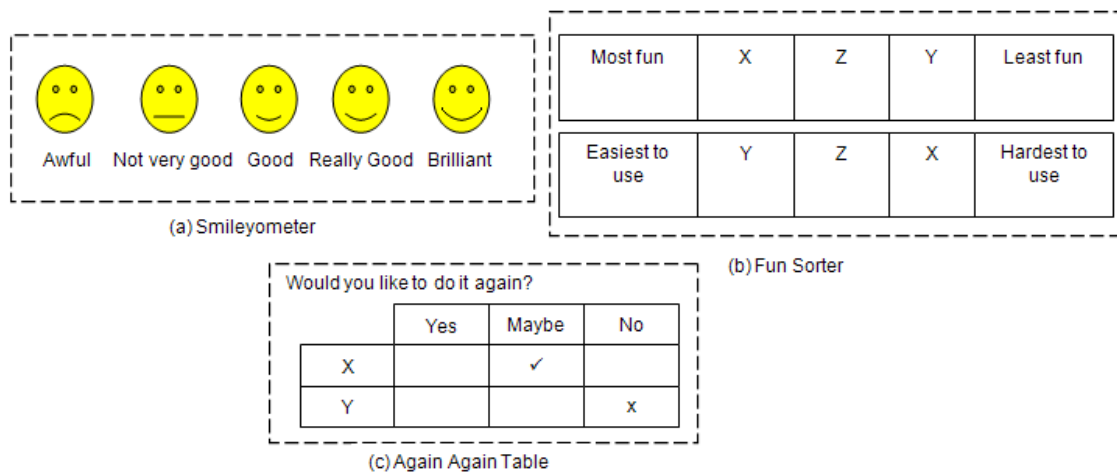 Awful Not very good Good Really Good Brilliant
(a) Smileyometer
Most fun X Z Y Least fun
Easiest to use Y Z X Hardest to use
(b) Fun Sorter
Would you like to do it again?
Yes Maybe No
X ✓
Y x
(c) Again Again Table